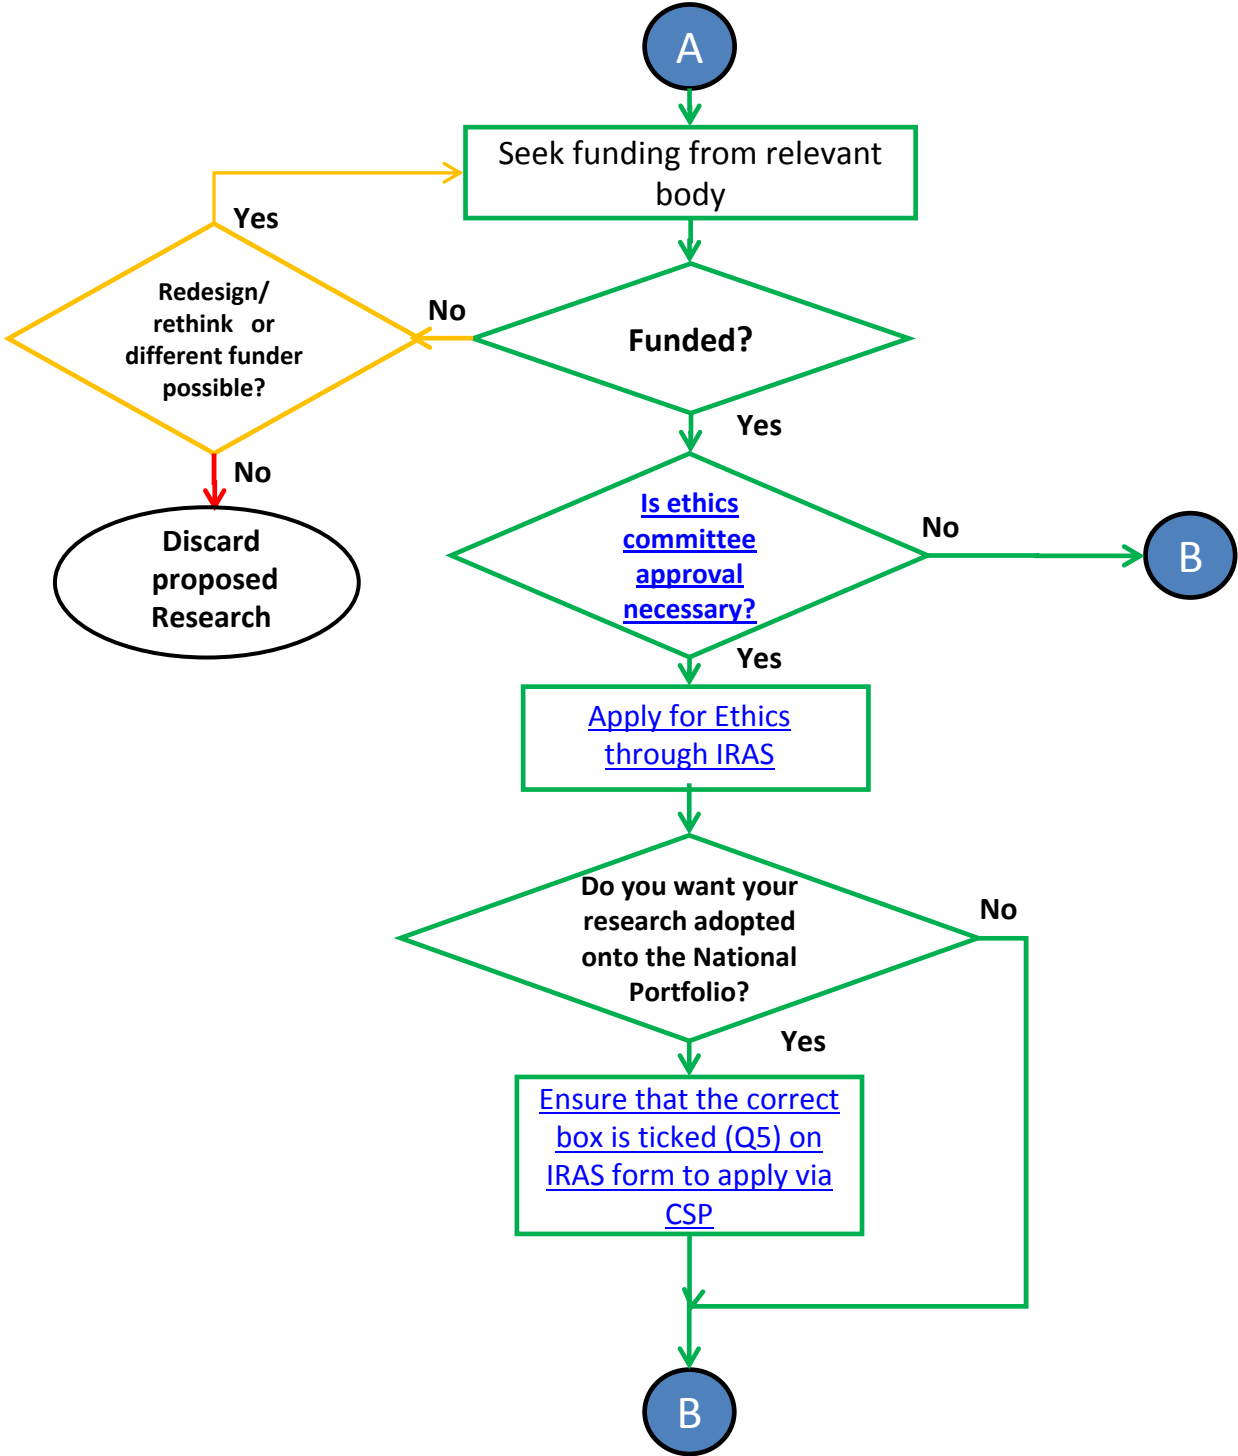 A
Seek funding from relevant
body
Yes
Redesign/
rethink or
different funder
possible?
No
Funded?
Yes
No
Discard
proposed
Research
Is ethics
committee
approval
necessary?
No
B
Yes
Apply for Ethics
through IRAS
Do you want your
research adopted
onto the National
Portfolio?
No
Yes
Ensure that the correct
box is ticked (Q5) on
IRAS form to apply via
CSP
B